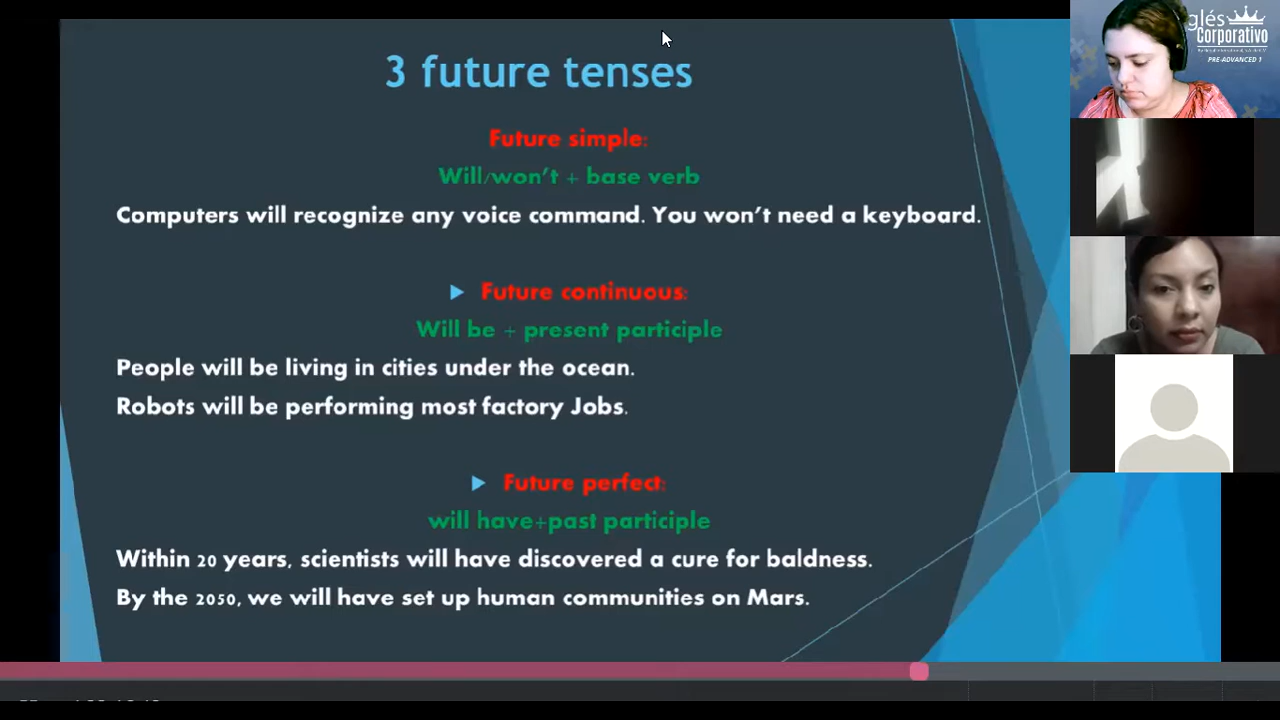 3 future tenses
Future simple:
Will/won't + base verb
Computers will recognize any voice command. You won't need a keyboard.
Future continuous:
Will be + present participle
People will be living in cities under the ocean.
Robots will be performing most factory Jobs.
Future perfect:
will have+past participle
Within 20 years, scientists will have discovered a cure for baldness.
By the 2050, we will have set up human communities on Mars.
glés
Corporativo
PRE-ADVANCED 1